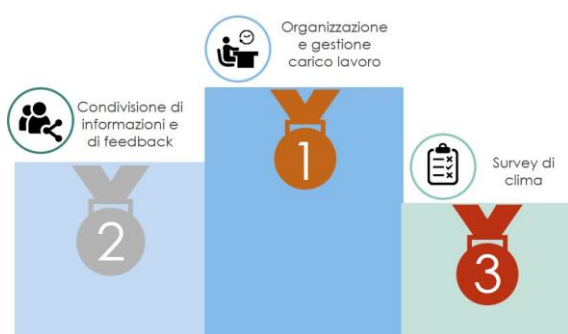 Organizzazione
e gestione
carico lavoro
Condivisione di
informazioni e
di feedback
1
Survey di
clima
2
3